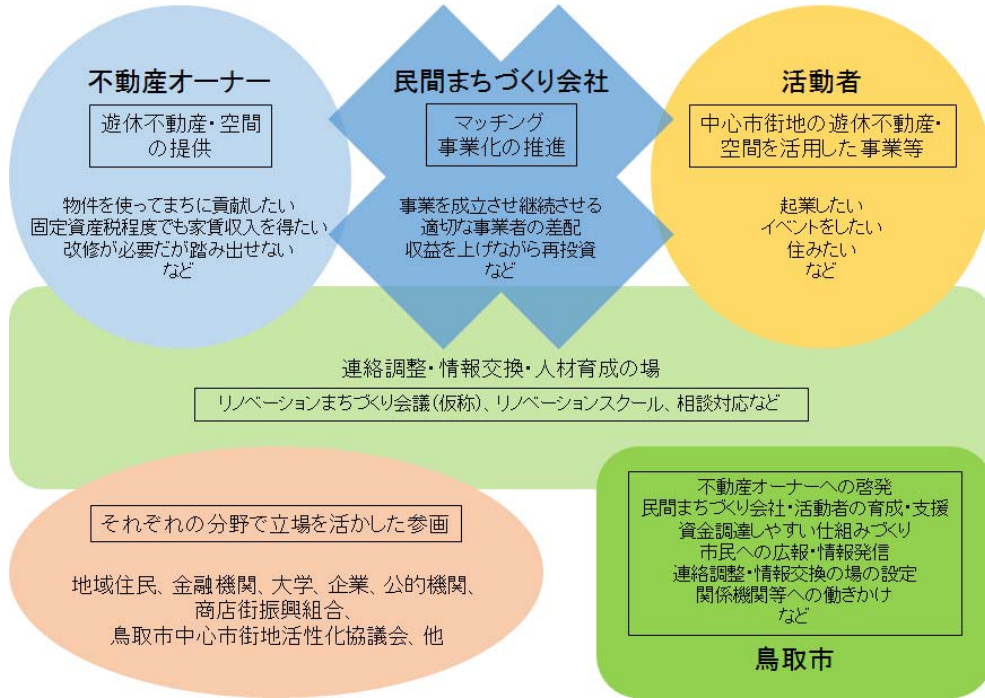 不動産オーナー
遊休不動産・空間
の提供
物件を使ってまちに貢献したい
固定資産税程度でも家賃収入を得たい
改修が必要だが踏み出せない
など
民間まちづくり会社
マッチング
事業化の推進
事業を成立させ継続させる
適切な事業者の差配
収益を上げながら再投資
など
活動者
中心市街地の遊休不動産・
空間を活用した事業等
起業したい
イベントをしたい
住みたい
など
連絡調整・情報交換・人材育成の場
リノベーションまちづくり会議(仮称)、リノベーションスクール、相談対応など
それぞれの分野で立場を活かした参画
地域住民、金融機関、大学、企業、公的機関、
商店街振興組合、
鳥取市中心市街地活性化協議会、他
不動産オーナーへの啓発
民間まちづくり会社・活動者の育成・支援
資金調達しやすい仕組みづくり
市民への広報・情報発信
連絡調整・情報交換の場の設定
関係機関等への働きかけ
など
鳥取市